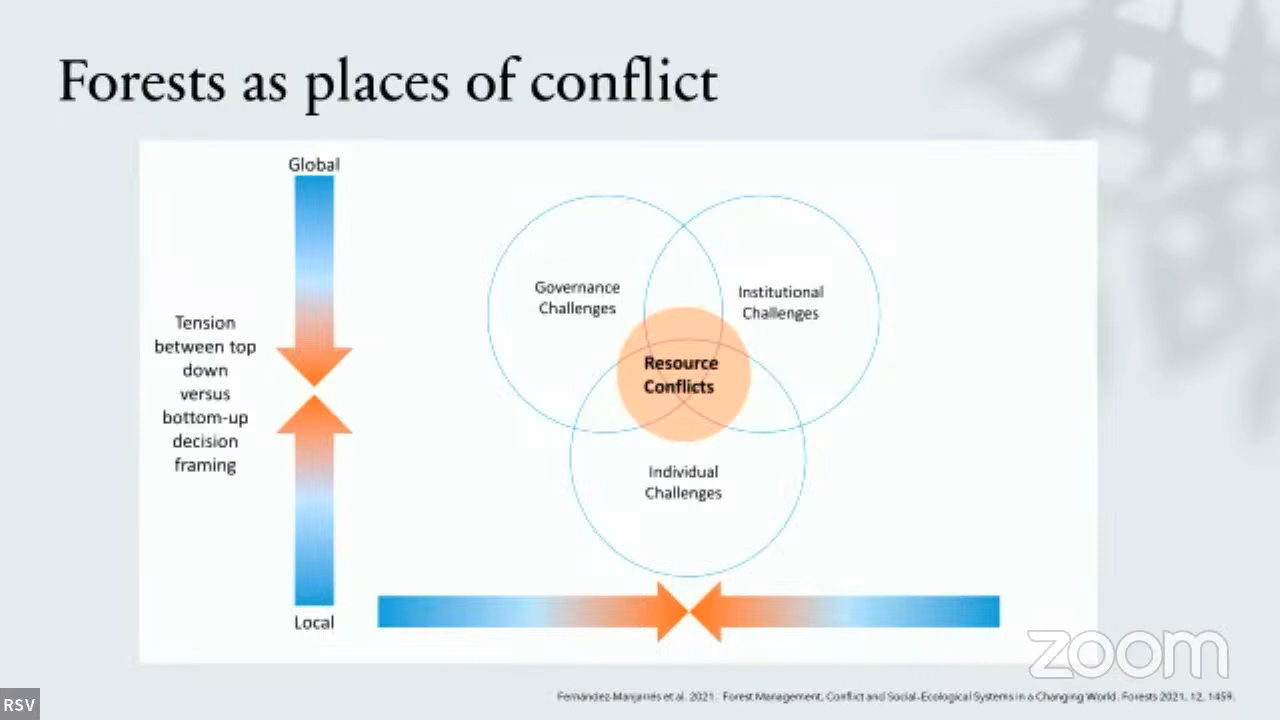 Forests as places of conflict
Global
Tension
between top
down
versus
bottom-up
decision
framing
Local
Governance
Challenges
Institutional
Challenges
Resource
Conflicts
Individual
Challenges
zoom
Fernandez-Manjarrés et al. 2021. Forest Management, Conflict and Social-Ecological Systems in a Changing World. Forests 2021, 12, 1459.
RSV